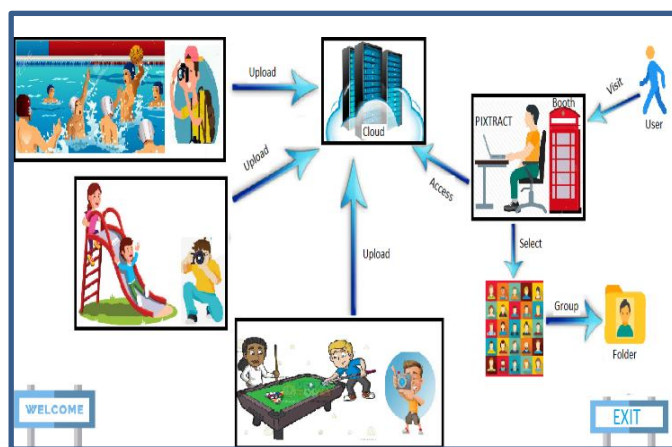 Upload
Cloud
Booth
PIXTRACT
Visit
User
Upload
Access
Upload
Select
Group
Folder
WELCOME
EXIT